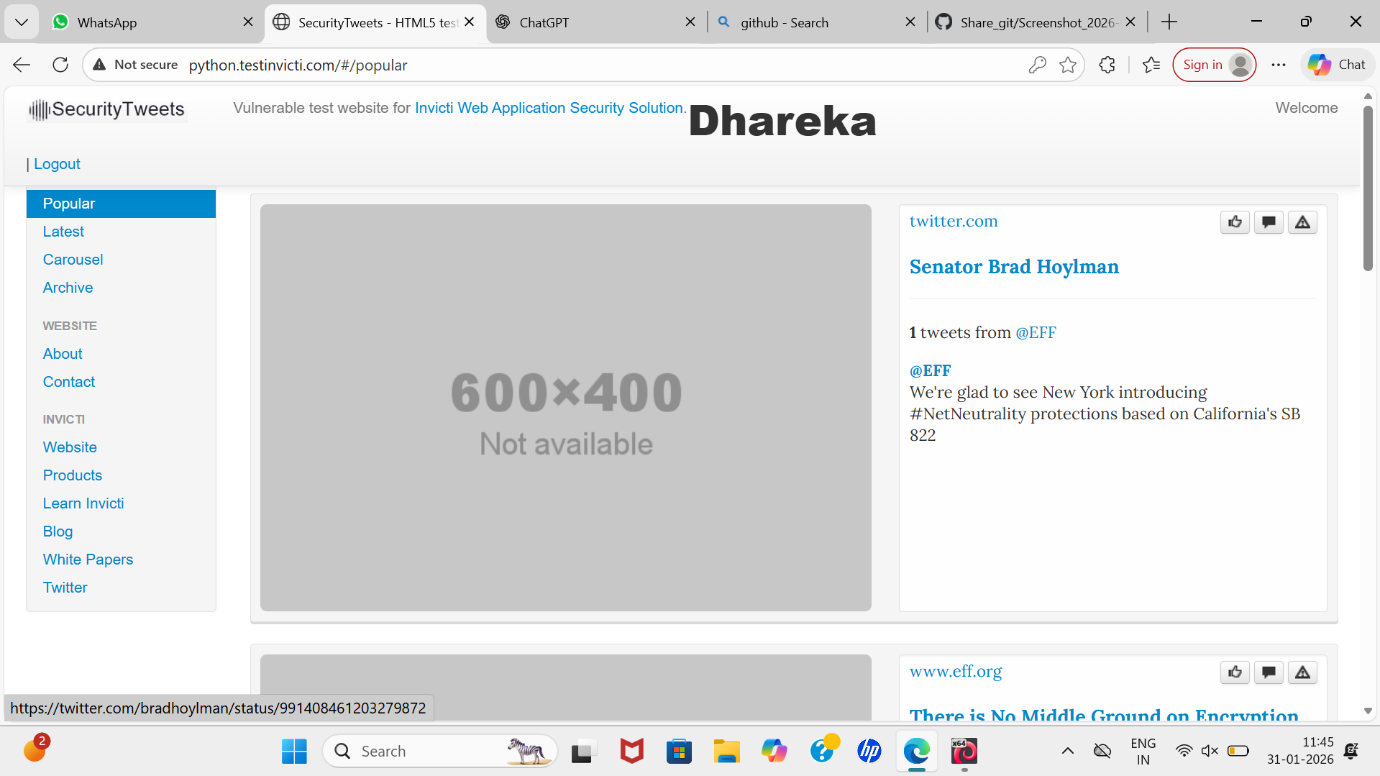 WhatsApp
SecurityTweets - HTML5 test
ChatGPT
github - Search
Share_git/Screenshot_2026-
Not secure
python.testinvicti.com/#/popular
Sign in
Chat
SecurityTweets
Vulnerable test website for Invicti Web Application Security Solution.
Dhareka
Welcome
| Logout
Popular
Latest
Carousel
Archive
WEBSITE
About
Contact
INVICTI
Website
Products
Learn Invicti
Blog
White Papers
Twitter
600×400
Not available
twitter.com
Senator Brad Hoylman
1 tweets from @EFF
@EFF
We're glad to see New York introducing
#NetNeutrality protections based on California's SB
822
www.eff.org
There is No Middle Ground on Encryption
https://twitter.com/bradhoylman/status/991408461203279872
2
Search
X64
ENG
IN
11:45
31-01-2026